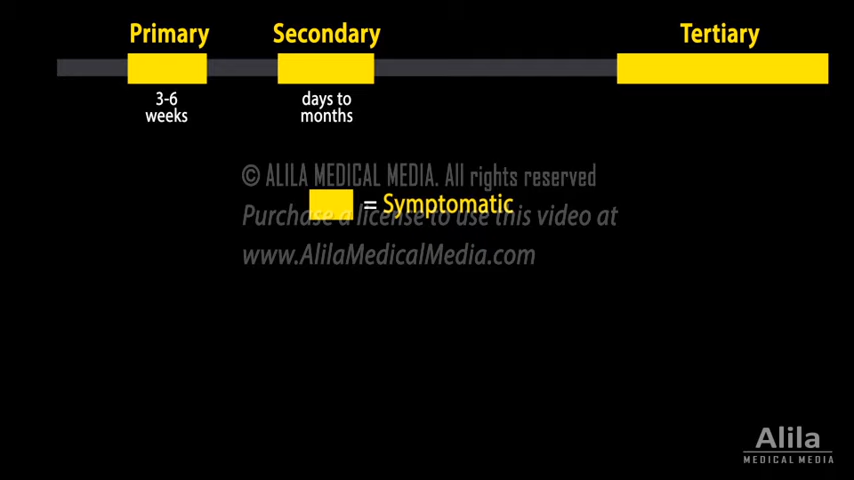 Primary
Secondary
Tertiary
3-6
weeks
days to
months
© ALILA MEDICAL MEDIA. All rights reserved
= Symptomatic
Purchase a license to use this video at
www.AlilaMedicalMedia.com
Alila
MEDICAL MEDIA